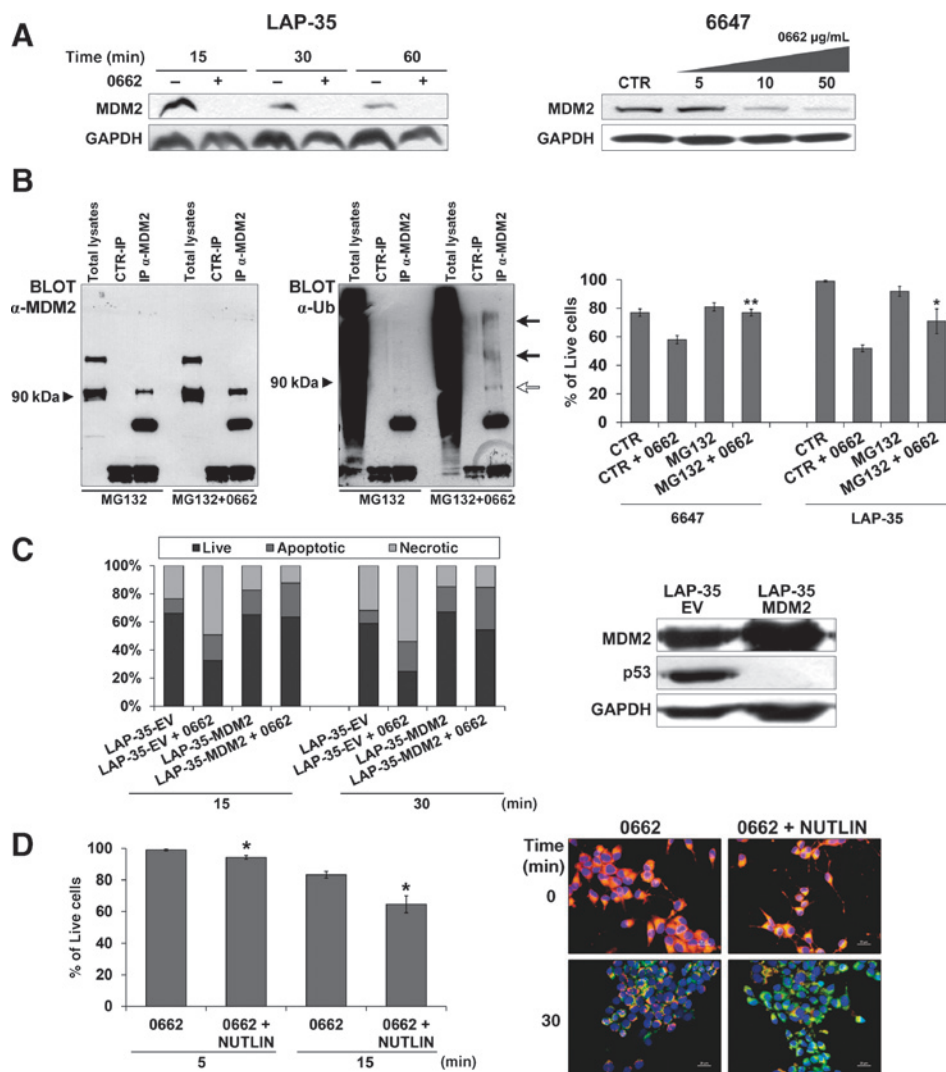 A
LAP-35
Time (min) 15 30 60
0662 – + – + – +
MDM2
GAPDH
6647
0662 µg/mL
CTR 5 10 50
MDM2
GAPDH
B
Total lysates
CTR-IP
IP α-MDM2
Total lysates
CTR-IP
IP α-MDM2
BLOT
α-MDM2
90 kDa
MG132 MG132+0662
Total lysates
CTR-IP
IP α-MDM2
Total lysates
CTR-IP
IP α-MDM2
BLOT
α-Ub
90 kDa
MG132 MG132+0662
% of Live cells
100
80
60
40
20
0
** *
CTR
CTR + 0662
MG132
MG132 + 0662
CTR
CTR + 0662
MG132
MG132 + 0662
6647 LAP-35
C
Live Apoptotic Necrotic
100%
80%
60%
40%
20%
0%
LAP-35-EV
LAP-35-EV + 0662
LAP-35-MDM2
LAP-35-MDM2 + 0662
LAP-35-EV
LAP-35-EV + 0662
LAP-35-MDM2
LAP-35-MDM2 + 0662
15 30 (min)
LAP-35 LAP-35
EV MDM2
MDM2
p53
GAPDH
D
% of Live cells
100
80
60
40
20
0
* *
0662 0662 + 0662 0662 +
NUTLIN NUTLIN
5 15 (min)
0662 0662 + NUTLIN
Time
(min)
0
30